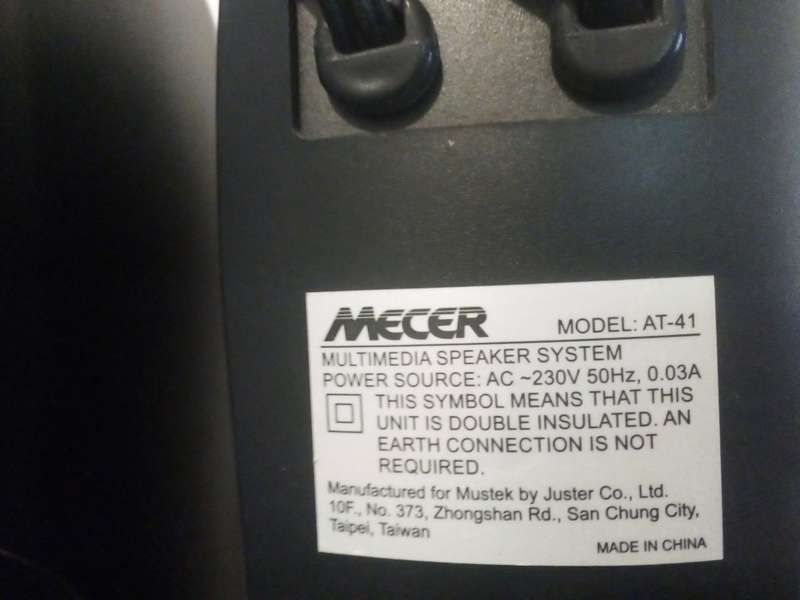 MECER MODEL: AT-41
MULTIMEDIA SPEAKER SYSTEM
POWER SOURCE: AC ~230V 50Hz, 0.03A
THIS SYMBOL MEANS THAT THIS
UNIT IS DOUBLE INSULATED. AN
EARTH CONNECTION IS NOT
REQUIRED.
Manufactured for Mustek by Juster Co., Ltd.
10F., No. 373, Zhongshan Rd., San Chung City,
Taipei, Taiwan
MADE IN CHINA